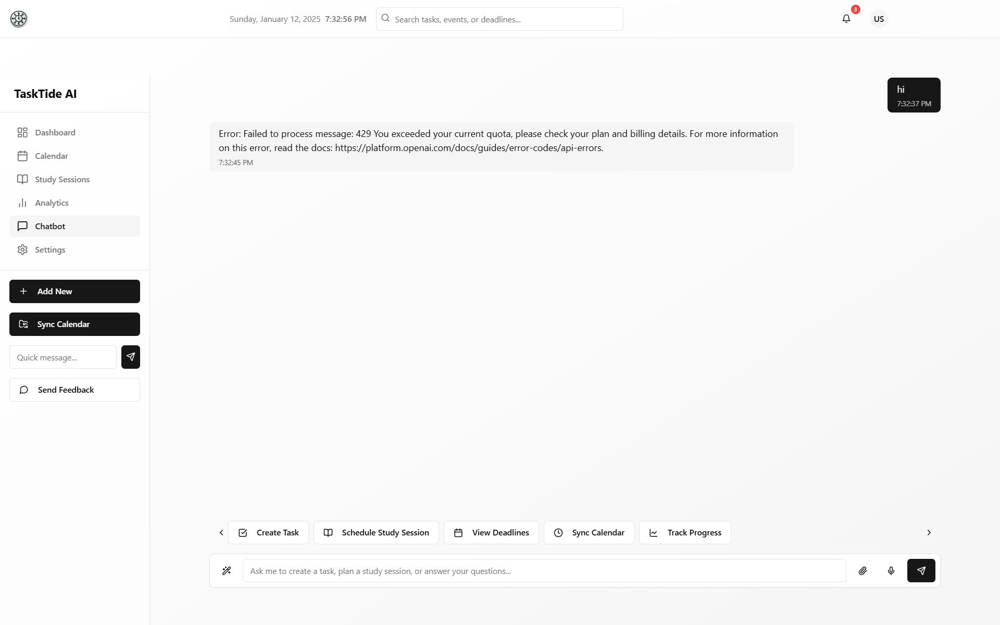 Sunday, January 12, 2025 7:32:56 PM
Search tasks, events, or deadlines...
3
US
TaskTide AI
Dashboard
Calendar
Study Sessions
Analytics
Chatbot
Settings
Add New
Sync Calendar
Quick message...
Send Feedback
hi
7:32:37 PM
Error: Failed to process message: 429 You exceeded your current quota, please check your plan and billing details. For more information
on this error, read the docs: https://platform.openai.com/docs/guides/error-codes/api-errors.
7:32:45 PM
Create Task
Schedule Study Session
View Deadlines
Sync Calendar
Track Progress
Ask me to create a task, plan a study session, or answer your questions...